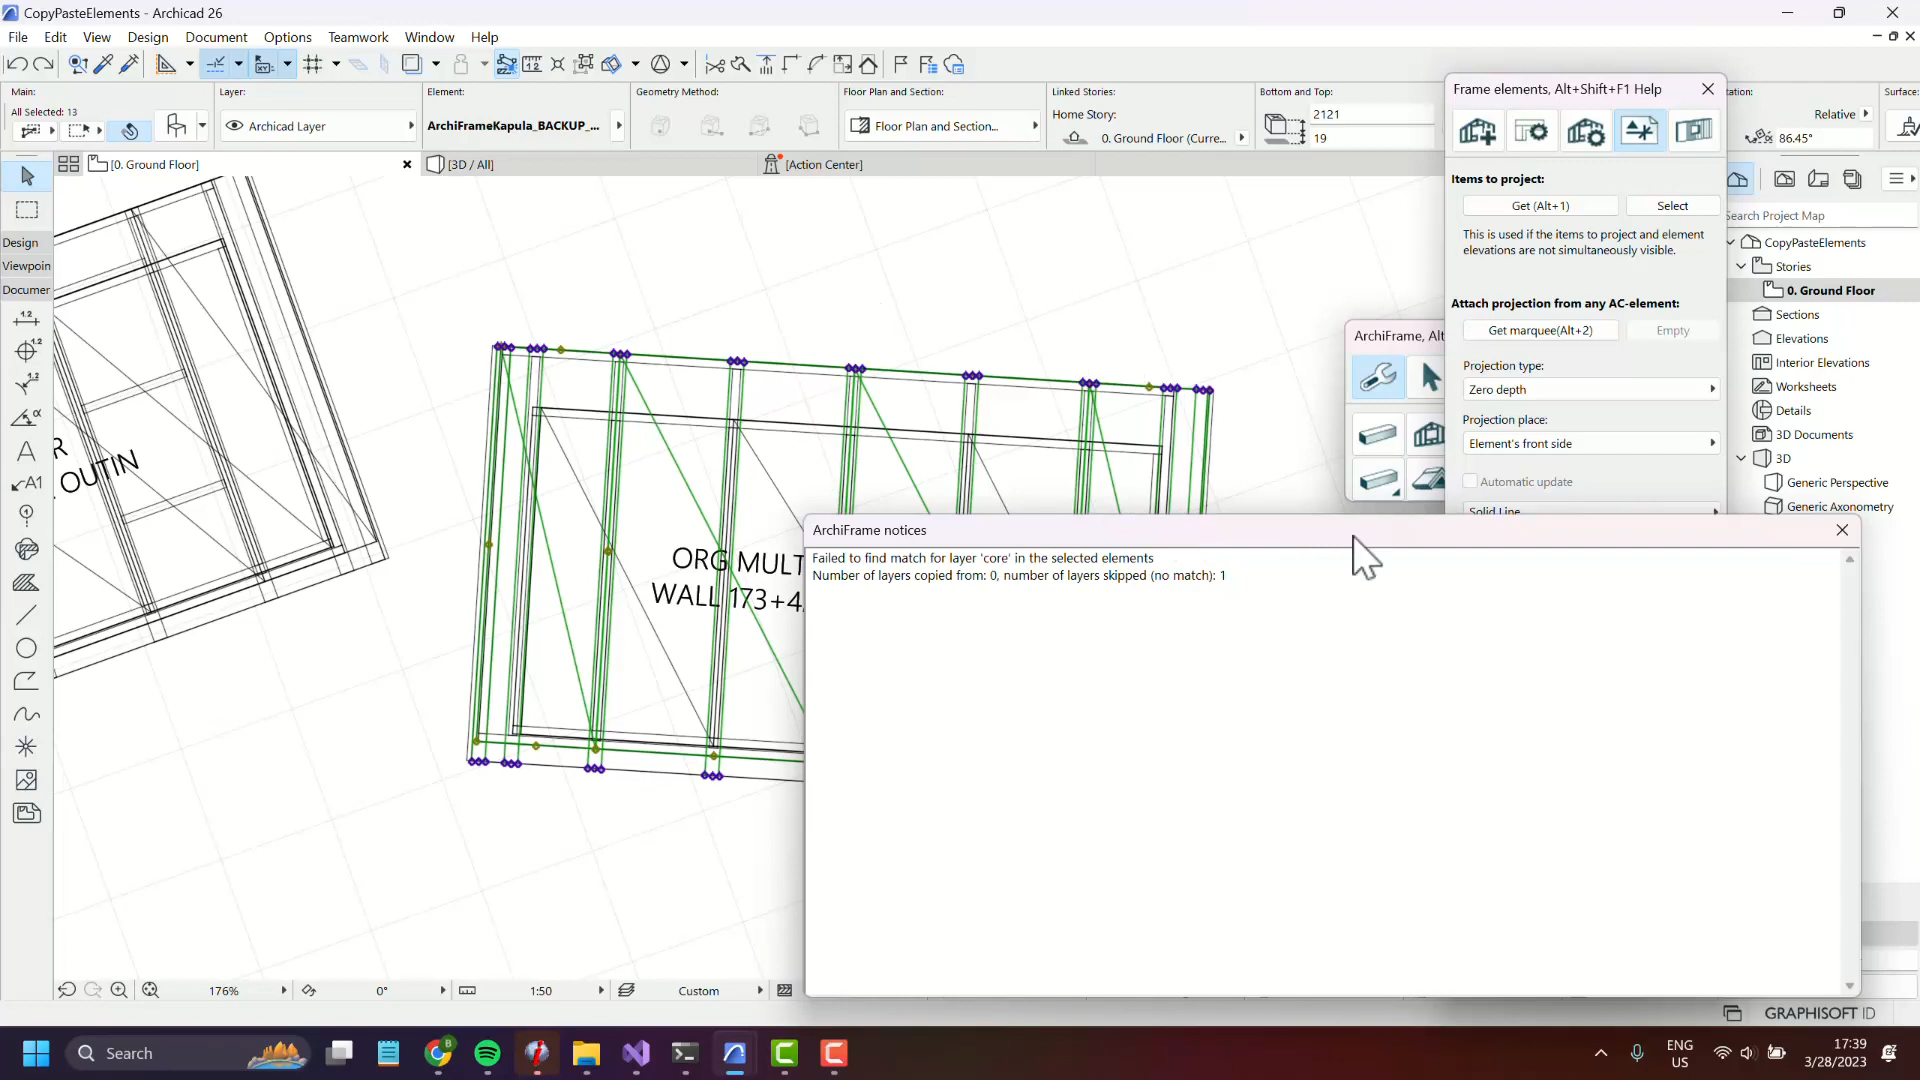 CopyPasteElements - Archicad 26
File Edit View Design Document Options Teamwork Window Help
Main:
All Selected: 13
Layer:
Archicad Layer
Element:
ArchiFrameKapula_BACKUP_...
Geometry Method:
Floor Plan and Section:
Floor Plan and Section...
Linked Stories:
Home Story:
0. Ground Floor (Curre...
Bottom and Top:
2121
19
Relative
86.45°
Surface:
[0. Ground Floor]
[3D / All]
[Action Center]
Design
Viewpoin
Documen
Frame elements, Alt+Shift+F1 Help
Items to project:
Get (Alt+1) Select
This is used if the items to project and element
elevations are not simultaneously visible.
Attach projection from any AC-element:
Get marquee(Alt+2) Empty
Projection type:
Zero depth
Projection place:
Element's front side
Automatic update
Solid Line
ArchiFrame, Alt
Search Project Map
CopyPasteElements
Stories
0. Ground Floor
Sections
Elevations
Interior Elevations
Worksheets
Details
3D Documents
3D
Generic Perspective
Generic Axonometry
OUTIN
ORG MULT
WALL 173+4
ArchiFrame notices
Failed to find match for layer 'core' in the selected elements
Number of layers copied from: 0, number of layers skipped (no match): 1
176%
0°
1:50
Custom
GRAPHISOFT ID
Search
ENG
US
17:39
3/28/2023